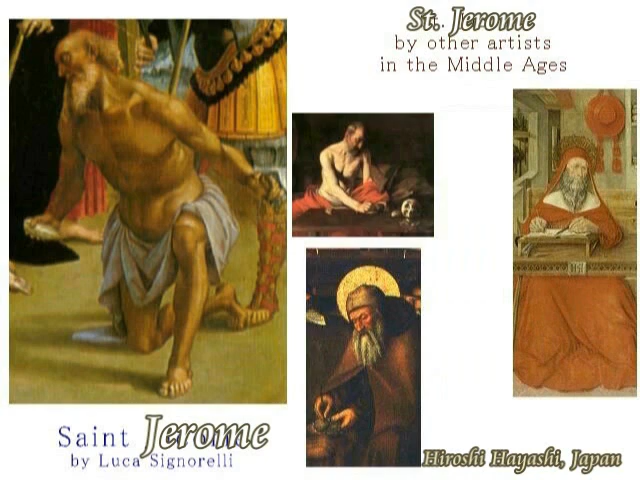 St. Jerome
by other artists
in the Middle Ages
Saint Jerome
by Luca Signorelli
Hiroshi Hayashi, Japan